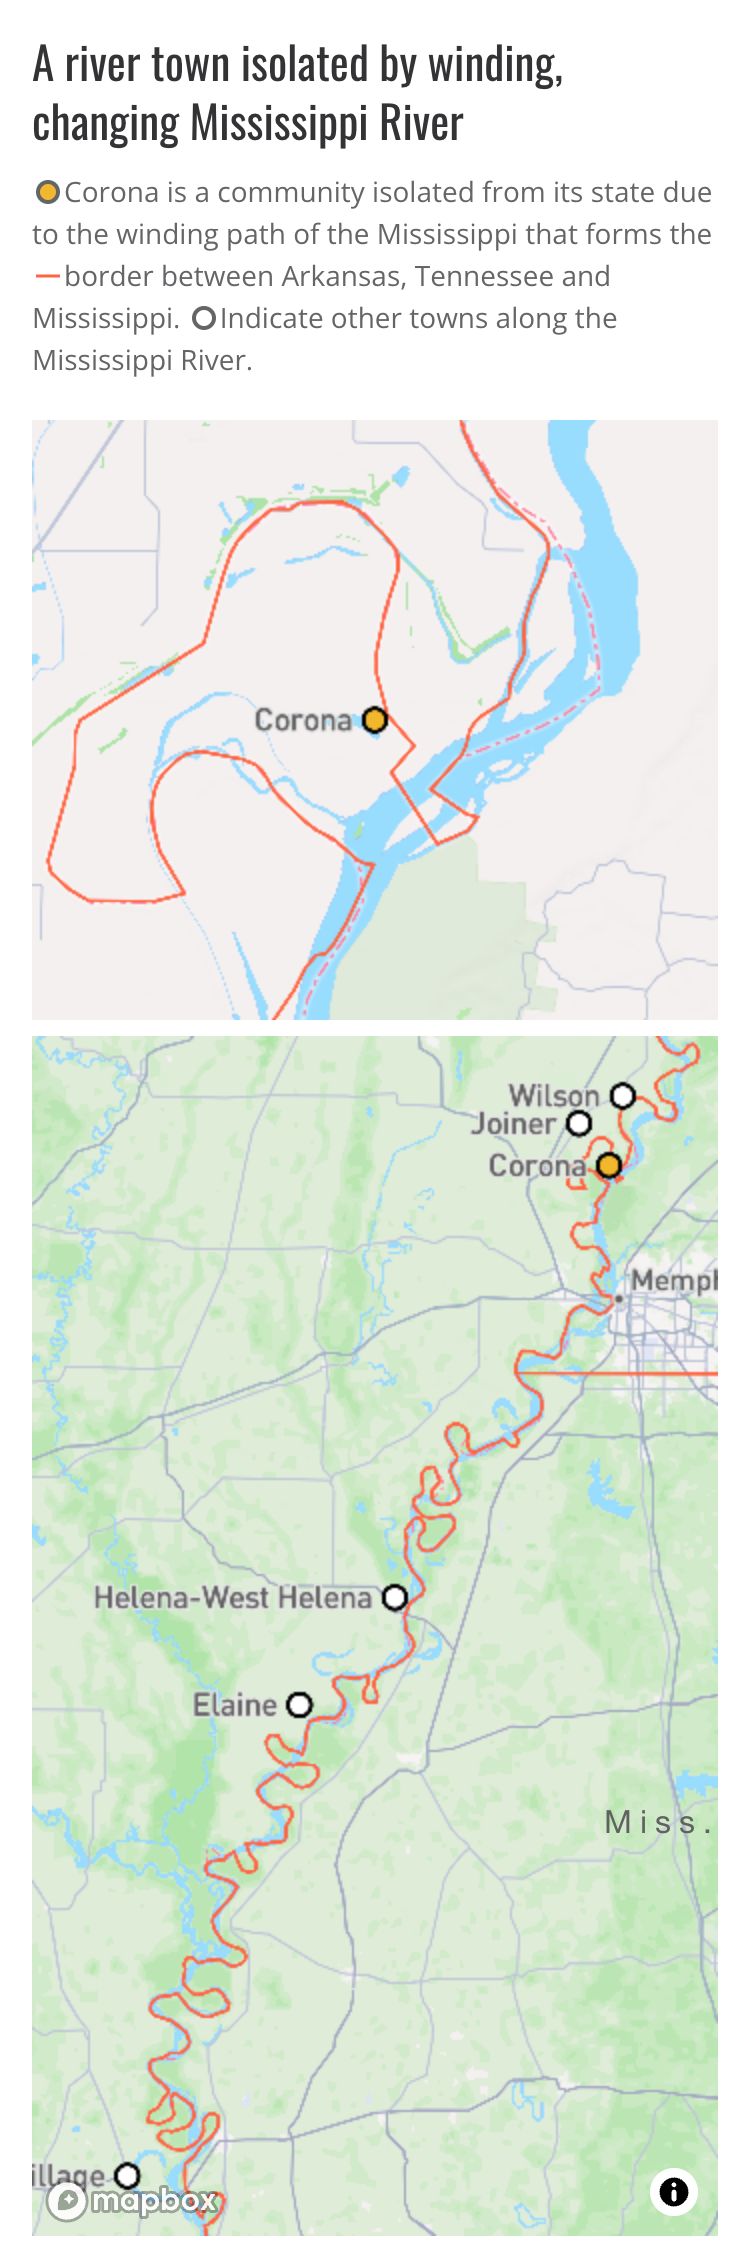 A river town isolated by winding,
changing Mississippi River
Corona is a community isolated from its state due
to the winding path of the Mississippi that forms the
border between Arkansas, Tennessee and
Mississippi. Indicate other towns along the
Mississippi River.
Corona
Wilson
Joiner
Corona
Memph
Helena-West Helena
Elaine
Miss.
illage
mapbox